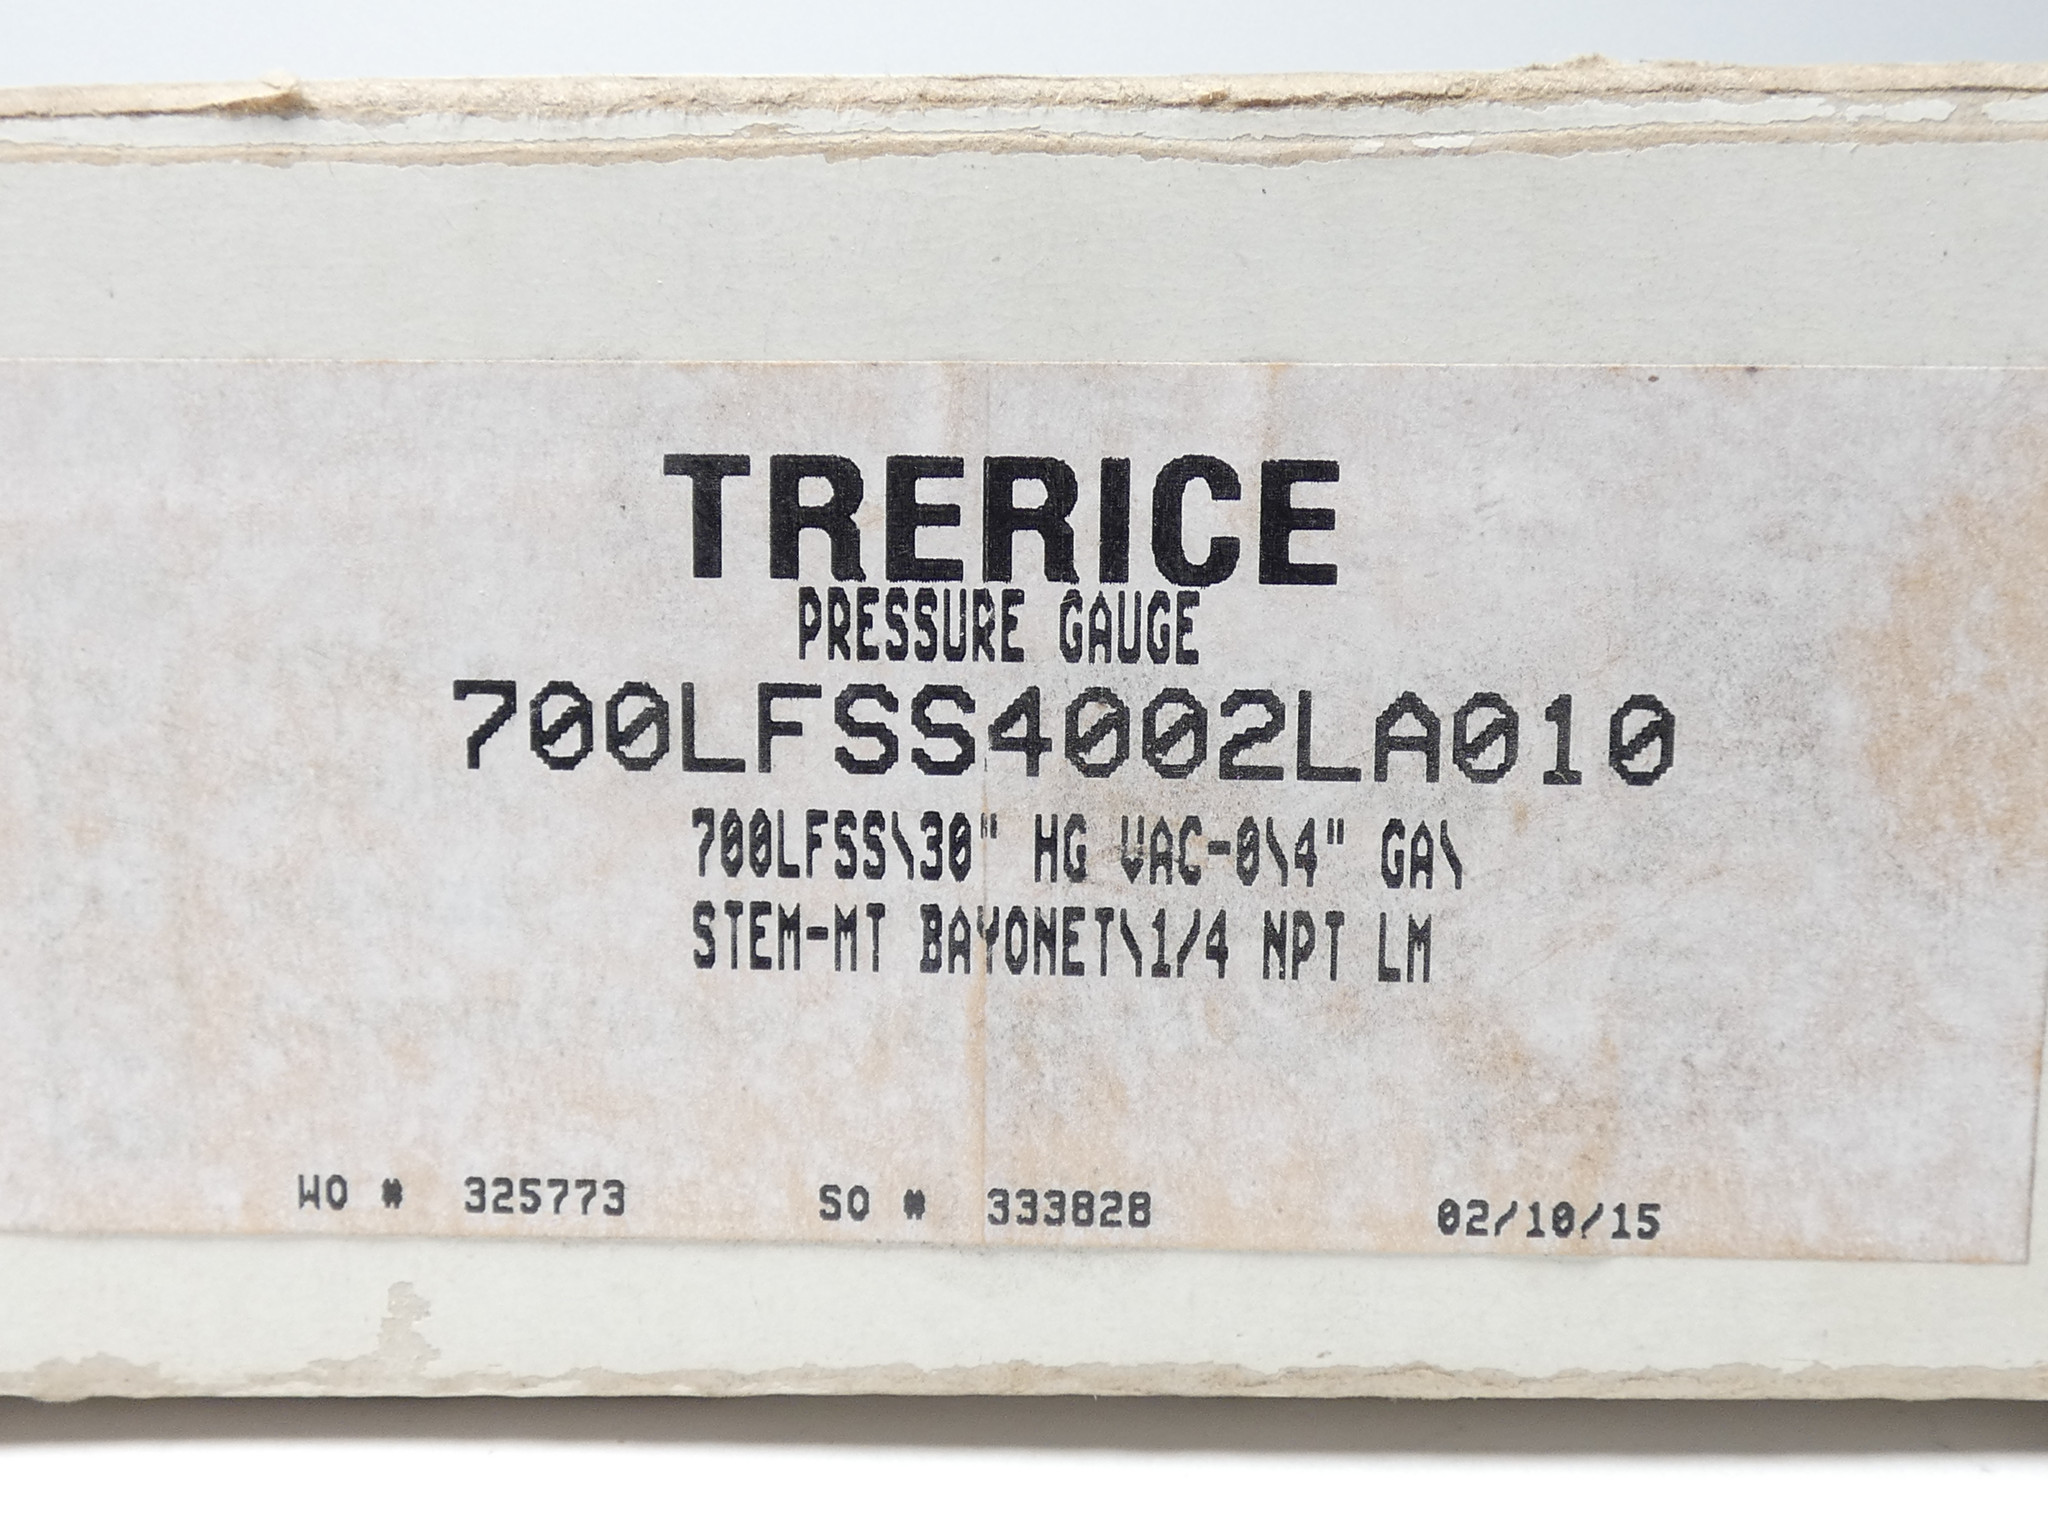 TRERICE
PRESSURE GAUGE
700LFSS4002LA010
700LFSS\30" HG VAC-0\4" GA\
STEM-MT BAYONET\1/4 NPT LM
WO # 325773 SO # 333828 02/10/15